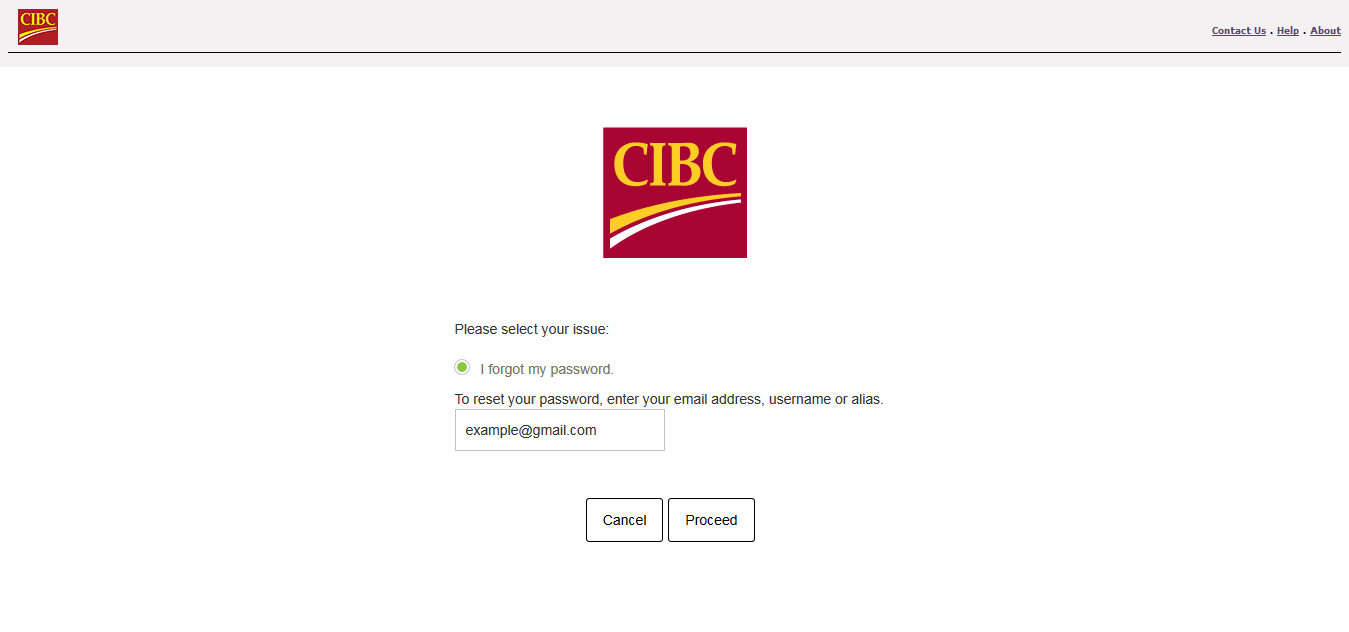 CIBC
Contact Us . Help . About
CIBC
Please select your issue:
I forgot my password.
To reset your password, enter your email address, username or alias.
example@gmail.com
Cancel Proceed